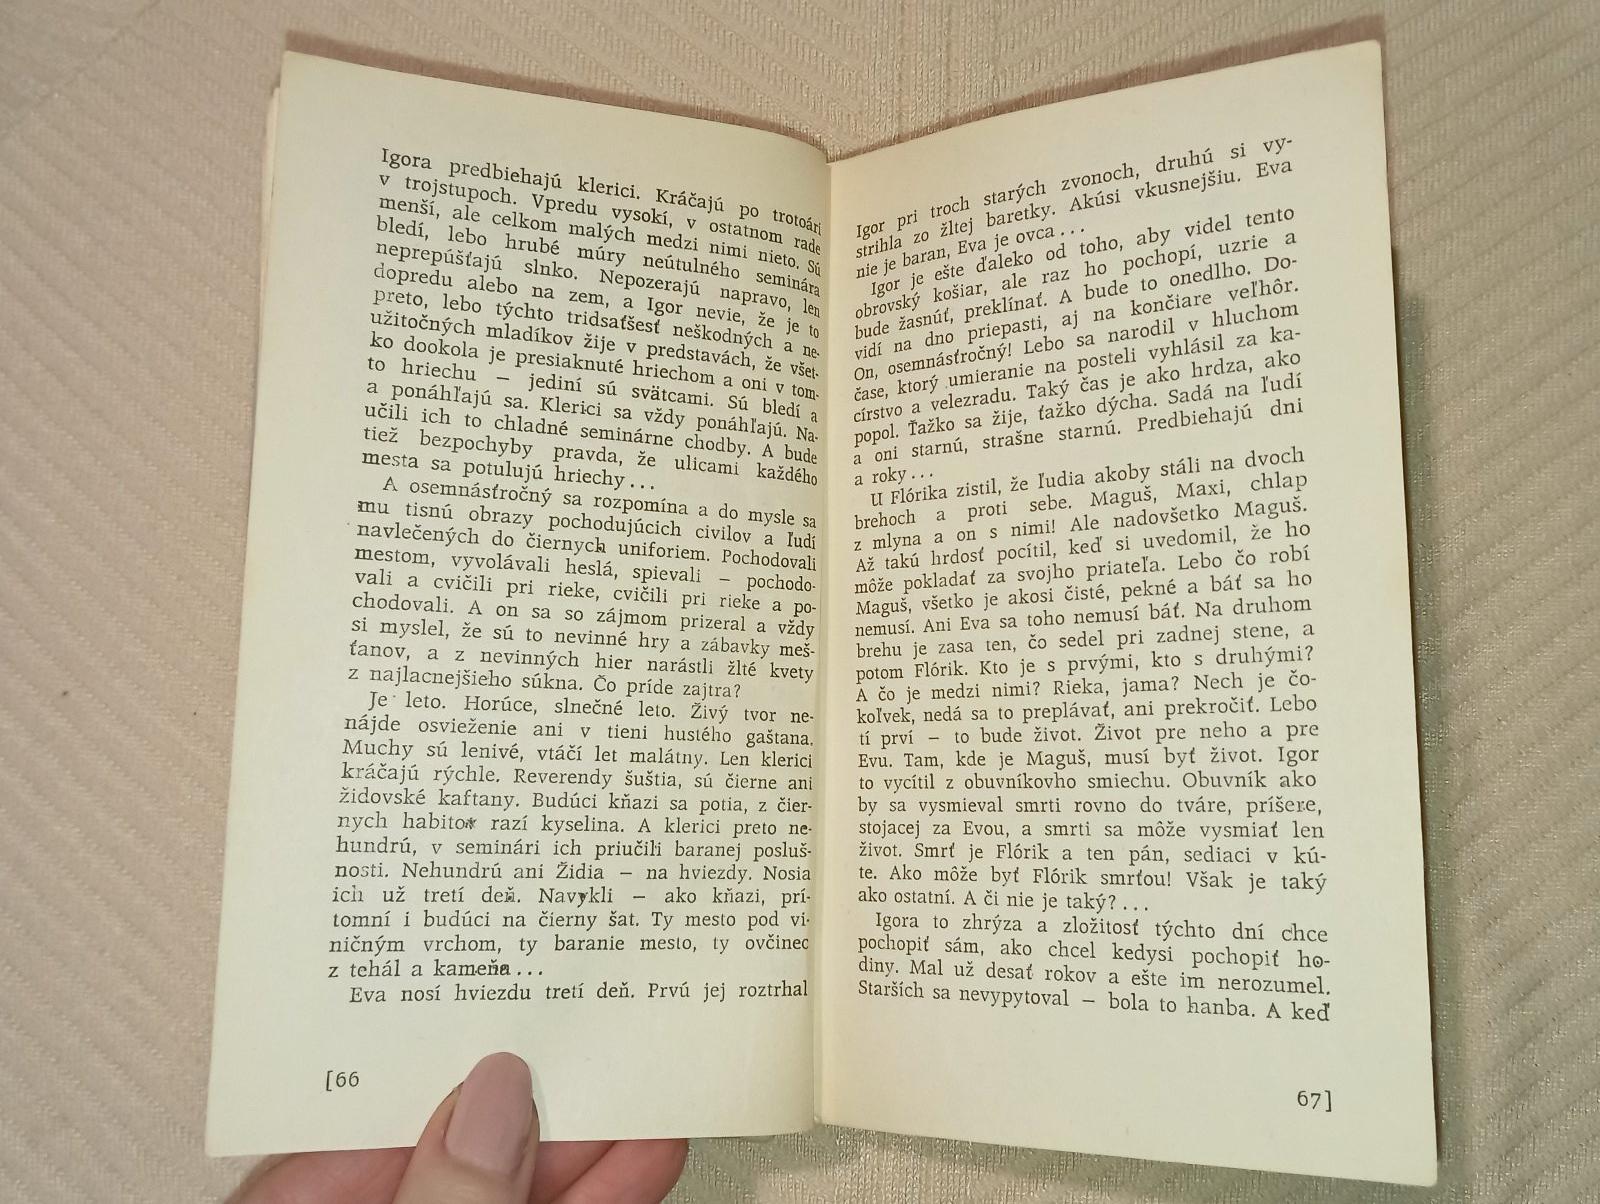 Igora predbiehajú klerici. Kráčajú po trotoári
v trojstupoch. Vpredu vysokí, v ostatnom rade
menší, ale celkom malých medzi nimi nieto. Sú
bledí, lebo hrubé múry neútulného seminára
neprepúšťajú slnko. Nepozerajú napravo, len
dopredu alebo na zem, a Igor nevie, že je to
preto, lebo týchto tridsaťšesť neškodných a ne-
užitočných mladíkov žije v predstavách, že všet-
ko dookola je presiaknuté hriechom a oni v tom-
to hriechu – jediní sú svätcami. Sú bledí a
a ponáhľajú sa. Klerici sa vždy ponáhľajú. Na-
učili ich to chladné seminárne chodby. A bude
tiež bezpochyby pravda, že ulicami každého
mesta sa potulujú hriechy...
A osemnásťročný sa rozpomína a do mysle sa
mu tisnú obrazy pochodujúcich civilov a ľudí
navlečených do čiernych uniforiem. Pochodovali
mestom, vyvolávali heslá, spievali – pochodo-
vali a cvičili pri rieke, cvičili pri rieke a po-
chodovali. A on sa so zájmom prizeral a vždy
si myslel, že sú to nevinné hry a zábavky meš-
ťanov, a z nevinných hier narástli žlté kvety
z najlacnejšieho súkna. Čo príde zajtra?
Je leto. Horúce, slnečné leto. Živý tvor ne-
nájde osvieženie ani v tieni hustého gaštana.
Muchy sú lenivé, vtáčí let malátny. Len klerici
kráčajú rýchle. Reverendy šuštia, sú čierne ani
židovské kaftany. Budúci kňazi sa potia, z čier-
nych habitov razí kyselina. A klerici preto ne-
hundrú, v seminári ich priučili baranej posluš-
nosti. Nehundrú ani Židia – na hviezdy. Nosia
ich už tretí deň. Navykli – ako kňazi, prí-
tomní i budúci na čierny šat. Ty mesto pod vi-
ničným vrchom, ty baranie mesto, ty ovčinec
z tehál a kameňa...
Eva nosí hviezdu tretí deň. Prvú jej roztrhal
[66
Igor pri troch starých zvonoch, druhú si vy-
strihla zo žltej baretky. Akúsi vkusnejšiu. Eva
nie je baran, Eva je ovca...
Igor je ešte ďaleko od toho, aby videl tento
obrovský košiar, ale raz ho pochopí, uzrie a
bude žasnúť, preklínať. A bude to onedlho. Do-
vidí na dno priepasti, aj na končiare veľhôr.
On, osemnásťročný! Lebo sa narodil v hluchom
čase, ktorý umieranie na posteli vyhlásil za ka-
círstvo a velezradu. Taký čas je ako hrdza, ako
popol. Ťažko sa žije, ťažko dýcha. Sadá na ľudí
a oni starnú, strašne starnú. Predbiehajú dni
a roky...
U Flórika zistil, že ľudia akoby stáli na dvoch
brehoch a proti sebe. Maguš, Maxi, chlap
z mlyna a on s nimi! Ale nadovšetko Maguš.
Až takú hrdosť pocítil, keď si uvedomil, že ho
môže pokladať za svojho priateľa. Lebo čo robí
Maguš, všetko je akosi čisté, pekné a báť sa ho
nemusí. Ani Eva sa toho nemusí báť. Na druhom
brehu je zasa ten, čo sedel pri zadnej stene, a
potom Flórik. Kto je s prvými, kto s druhými?
A čo je medzi nimi? Rieka, jama? Nech je čo-
koľvek, nedá sa to preplávať, ani prekročiť. Lebo
tí prví – to bude život. Život pre neho a pre
Evu. Tam, kde je Maguš, musí byť život. Igor
to vycítil z obuvníkovho smiechu. Obuvník ako
by sa vysmieval smrti rovno do tváre, príšere,
stojacej za Evou, a smrti sa môže vysmiať len
život. Smrť je Flórik a ten pán, sediaci v kú-
te. Ako môže byť Flórik smrťou! Však je taký
ako ostatní. A či nie je taký?...
Igora to zhrýza a zložitosť týchto dní chce
pochopiť sám, ako chcel kedysi pochopiť ho-
diny. Mal už desať rokov a ešte im nerozumel.
Starších sa nevypytoval – bola to hanba. A keď
67]